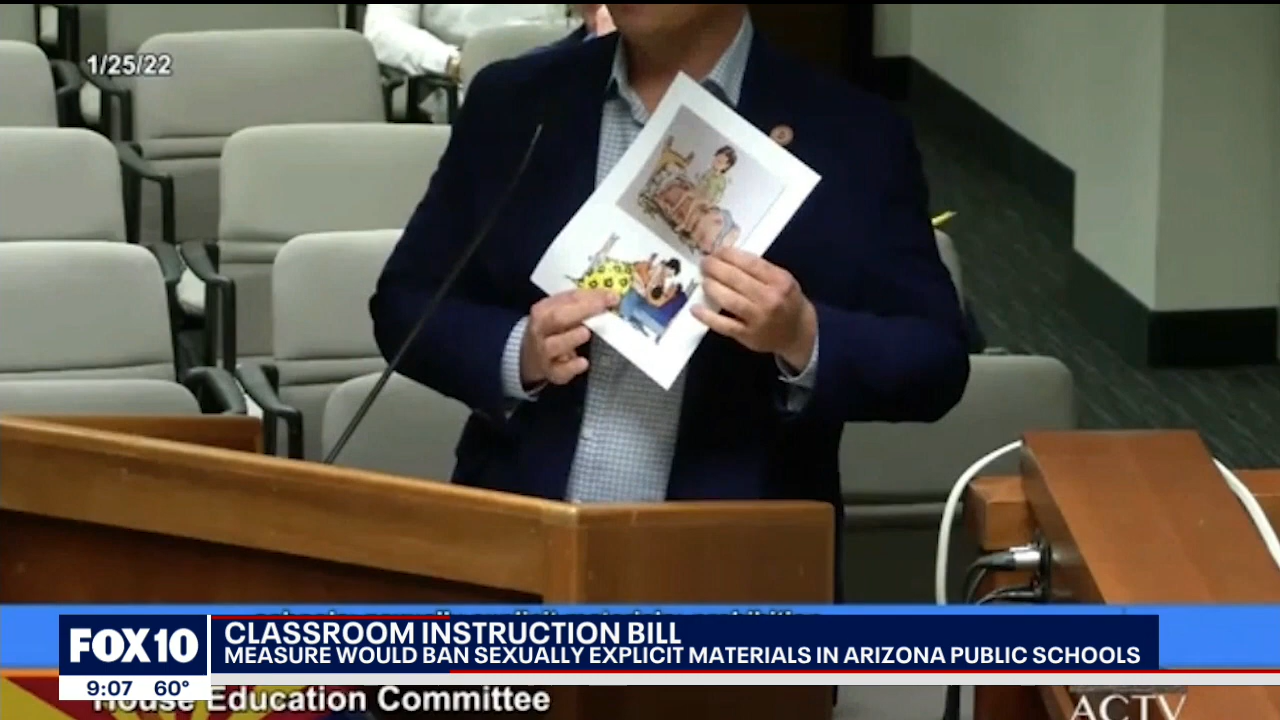 1/25/22
FOX10
CLASSROOM INSTRUCTION BILL
MEASURE WOULD BAN SEXUALLY EXPLICIT MATERIALS IN ARIZONA PUBLIC SCHOOLS
9:07 60°
House Education Committee
ACTV